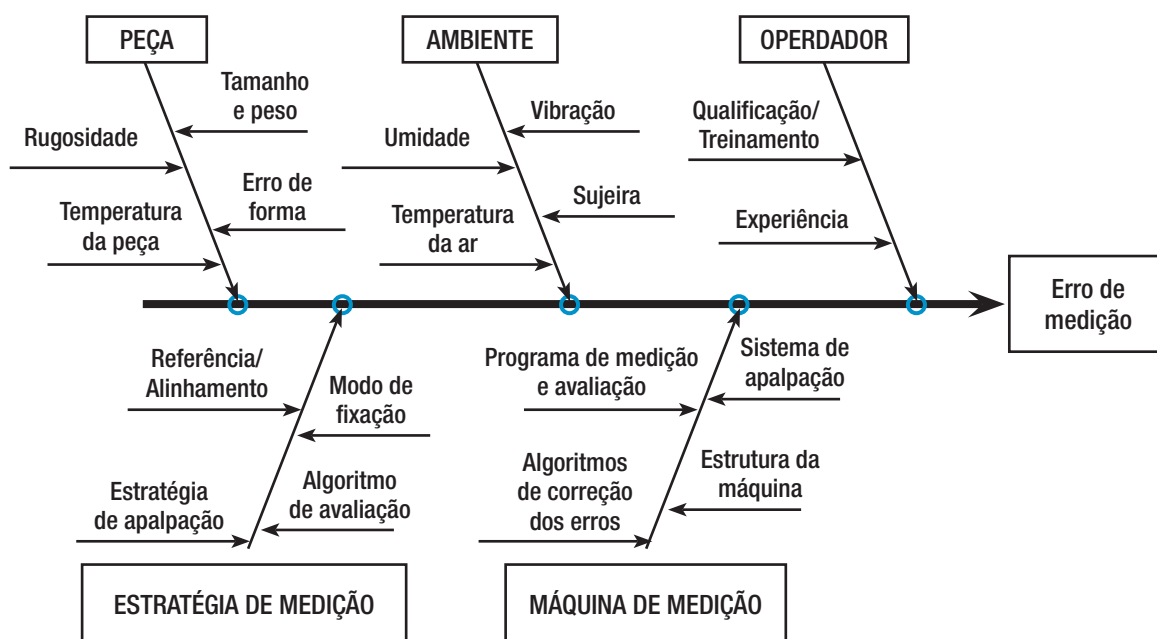 PEÇA
AMBIENTE
OPERDADOR
Tamanho
e peso
Rugosidade
Erro de
forma
Temperatura
da peça
Vibração
Umidade
Sujeira
Temperatura
da ar
Qualificação/
Treinamento
Experiência
Erro de
medição
Referência/
Alinhamento
Modo de
fixação
Estratégia
de apalpação
Algoritmo
de avaliação
Programa de medição
e avaliação
Sistema de
apalpação
Algoritmos
de correção
dos erros
Estrutura da
máquina
ESTRATÉGIA DE MEDIÇÃO
MÁQUINA DE MEDIÇÃO